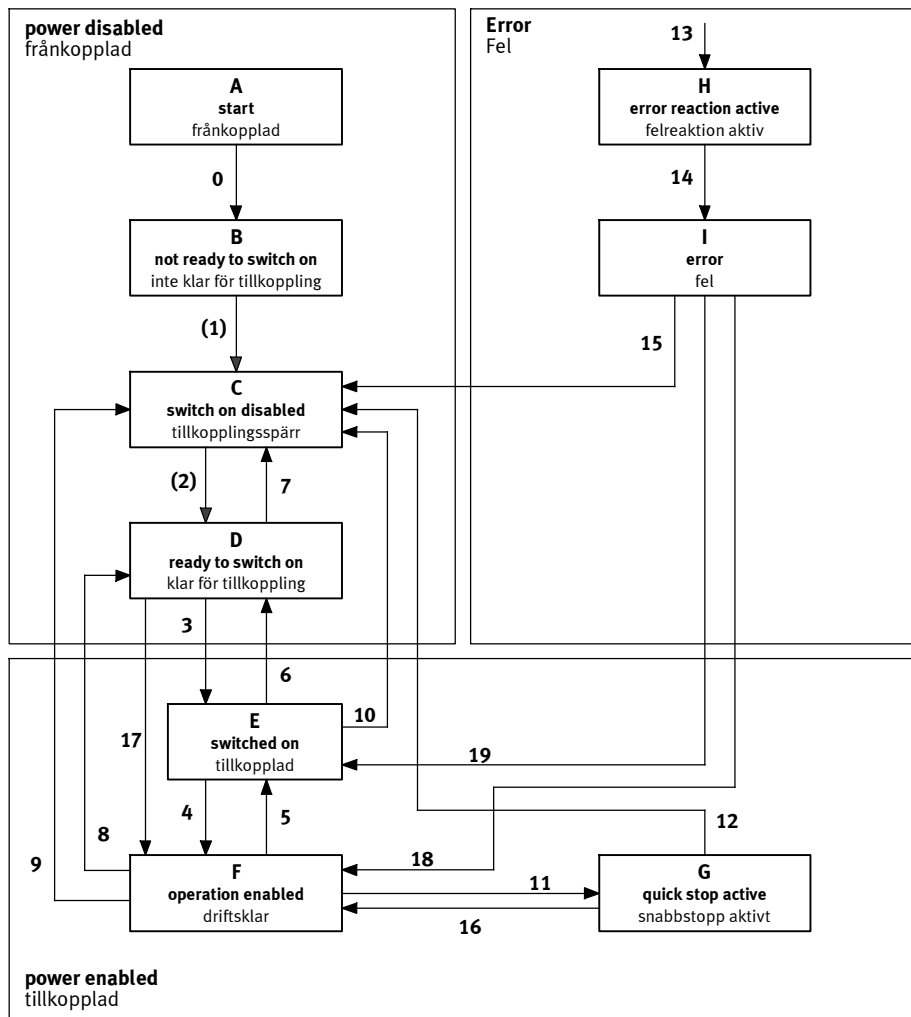 power disabled
frånkopplad
A
start
frånkopplad
0
B
not ready to switch on
inte klar för tillkoppling
(1)
C
switch on disabled
tillkopplingsspärr
(2)
7
D
ready to switch on
klar för tillkoppling
3
Error
Fel
13
H
error reaction active
felreaktion aktiv
14
I
error
fel
15
6
E
switched on
tillkopplad
10
17
19
4
5
8
9
12
F
operation enabled
driftsklar
18
11
16
G
quick stop active
snabbstopp aktivt
power enabled
tillkopplad